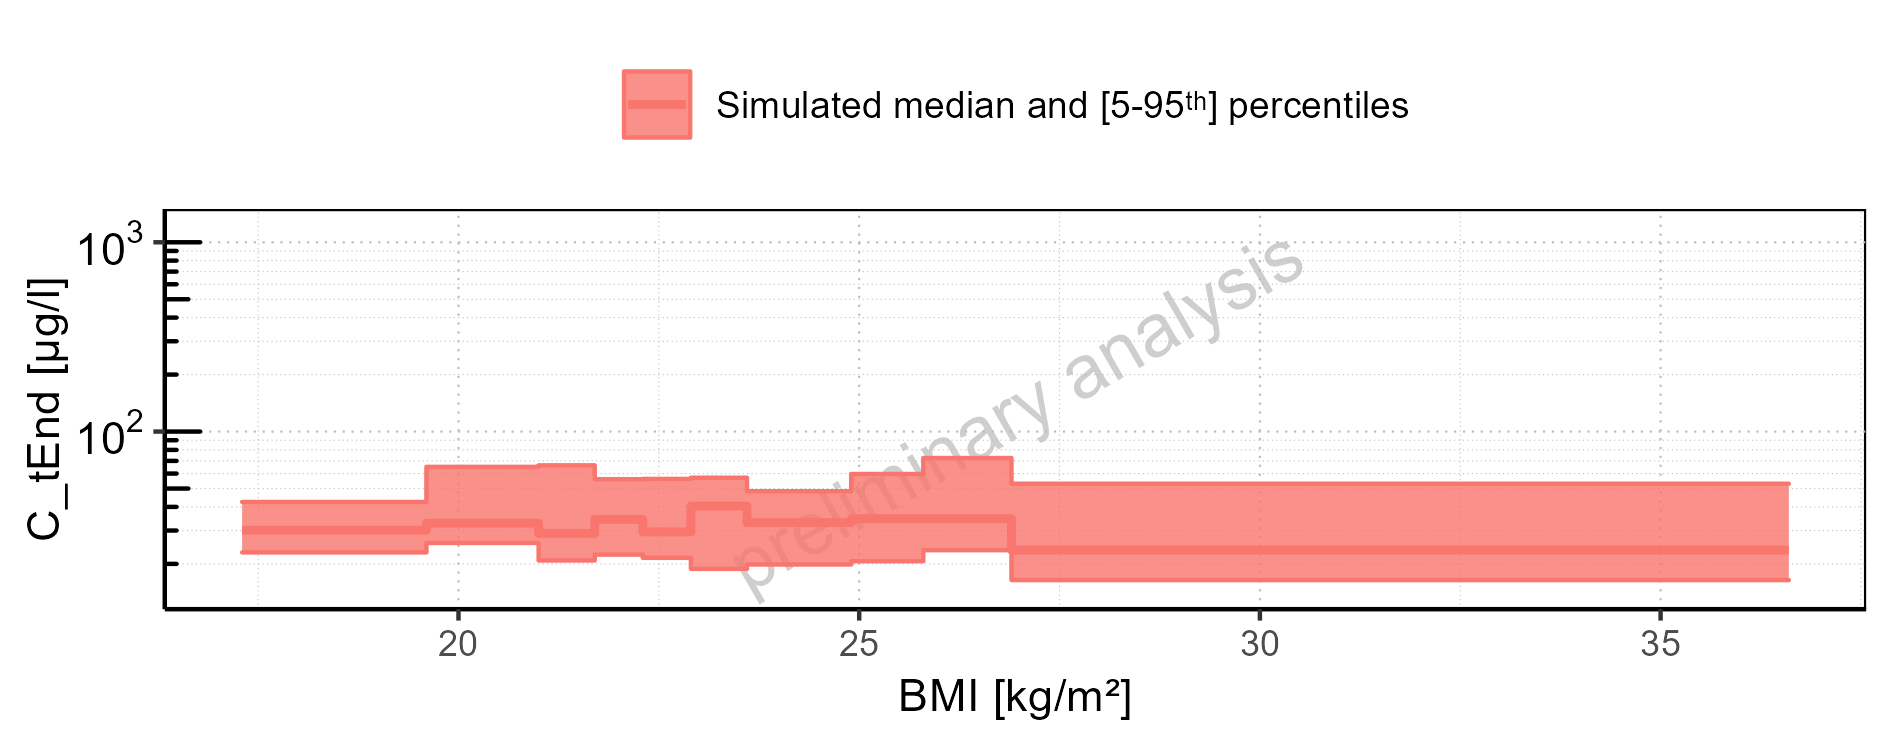 Simulated median and [5-95ᵗʰ] percentiles
10³
10²
C_tEnd [µg/l]
preliminary analysis
20 25 30 35
BMI [kg/m²]